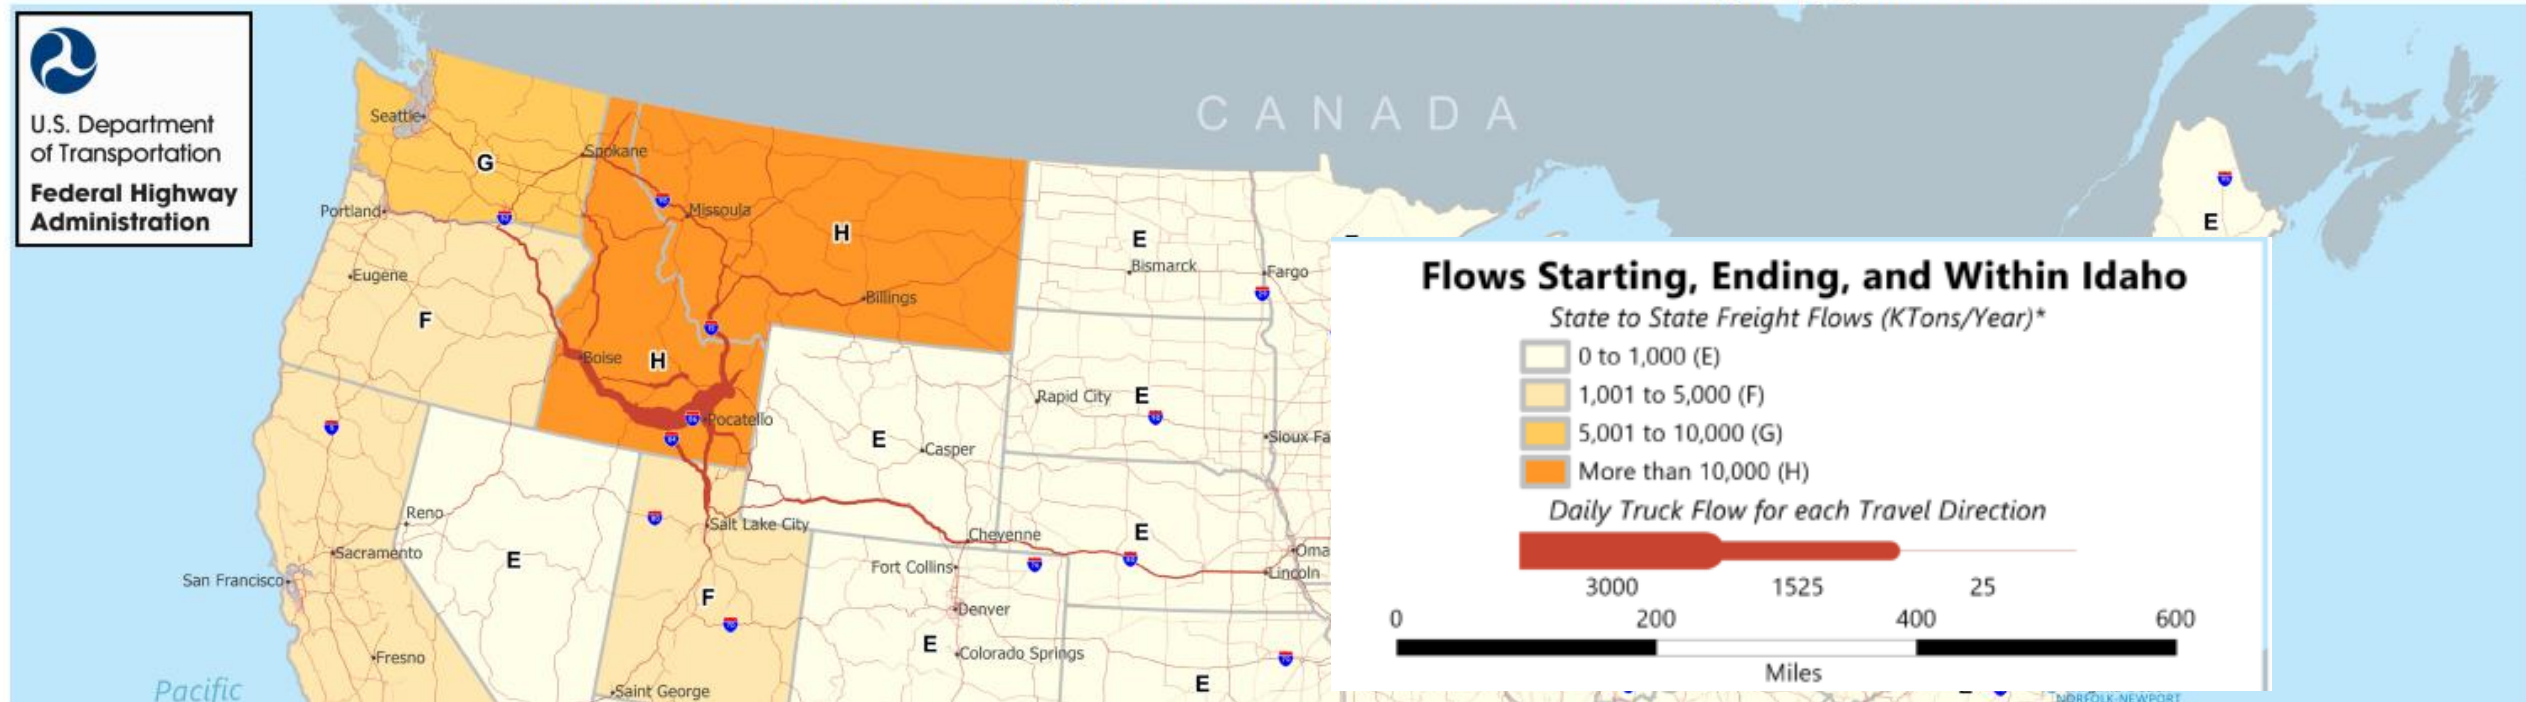 U.S. Department
of Transportation
Federal Highway
Administration
CANADA
Seattle
G
Spokane
Portland
Missoula
H
E
Bismarck
Fargo
E
Eugene
Billings
F
Boise
H
Pocatello
Rapid City
E
Sioux Fa
E
Casper
Reno
Salt Lake City
Cheyenne
E
Oma
Sacramento
E
Fort Collins
Lincoln
San Francisco
F
Denver
E
Colorado Springs
Fresno
E
Pacific
Saint George
Flows Starting, Ending, and Within Idaho
State to State Freight Flows (KTons/Year)*
0 to 1,000 (E)
1,001 to 5,000 (F)
5,001 to 10,000 (G)
More than 10,000 (H)
Daily Truck Flow for each Travel Direction
3000 1525 25
0 200 400 600
Miles
NORFOLK-NEWPORT